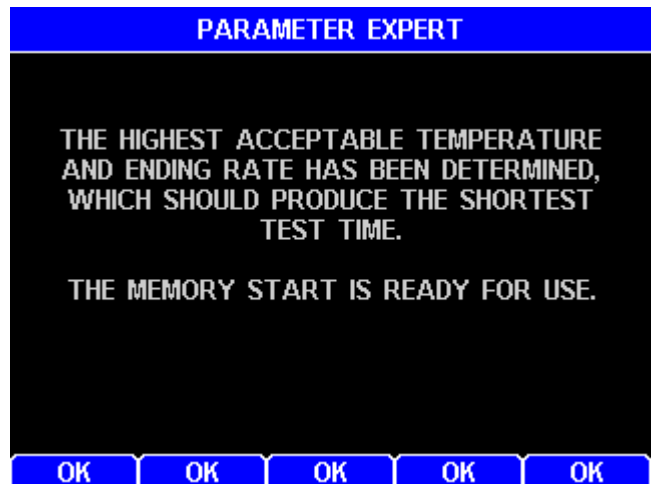 PARAMETER EXPERT
THE HIGHEST ACCEPTABLE TEMPERATURE
AND ENDING RATE HAS BEEN DETERMINED,
WHICH SHOULD PRODUCE THE SHORTEST
TEST TIME.
THE MEMORY START IS READY FOR USE.
OK OK OK OK OK